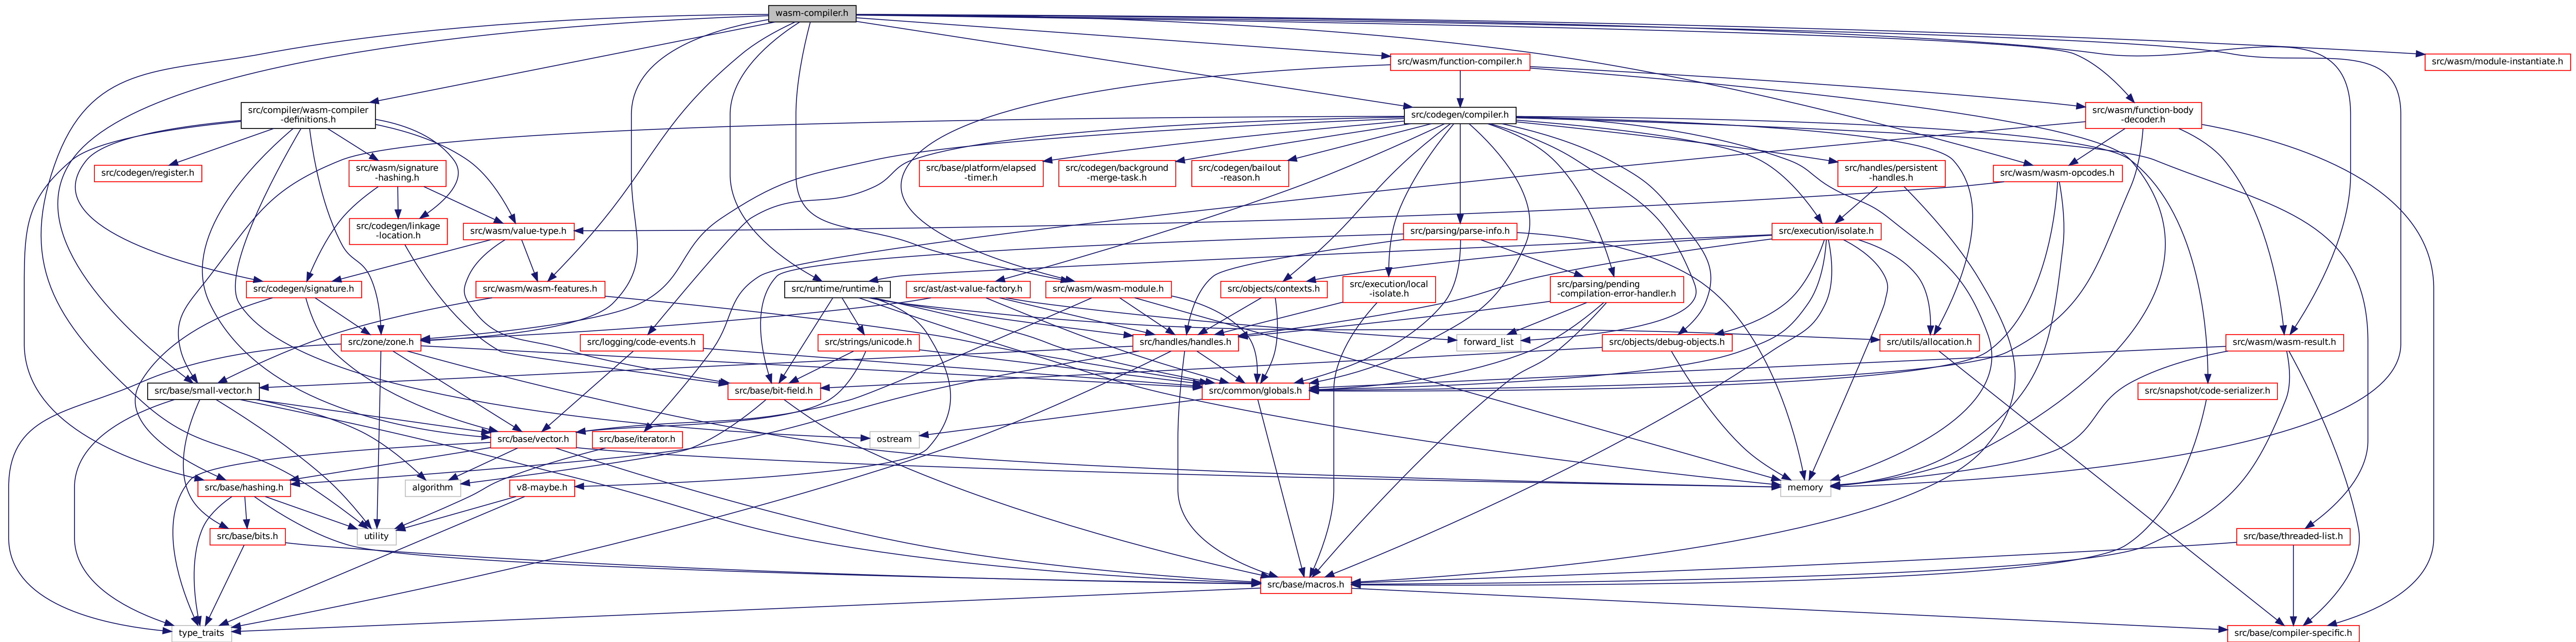 wasm-compiler.h
src/wasm/function-compiler.h
src/wasm/module-instantiate.h
src/compiler/wasm-compiler
-definitions.h
src/codegen/compiler.h
src/wasm/function-body
-decoder.h
src/codegen/register.h
src/wasm/signature
-hashing.h
src/base/platform/elapsed
-timer.h
src/codegen/background
-merge-task.h
src/codegen/bailout
-reason.h
src/handles/persistent
-handles.h
src/wasm/wasm-opcodes.h
src/codegen/linkage
-location.h
src/wasm/value-type.h
src/parsing/parse-info.h
src/execution/isolate.h
src/codegen/signature.h
src/wasm/wasm-features.h
src/runtime/runtime.h
src/ast/ast-value-factory.h
src/wasm/wasm-module.h
src/objects/contexts.h
src/execution/local
-isolate.h
src/parsing/pending
-compilation-error-handler.h
src/zone/zone.h
src/logging/code-events.h
src/strings/unicode.h
src/handles/handles.h
forward_list
src/objects/debug-objects.h
src/utils/allocation.h
src/wasm/wasm-result.h
src/base/small-vector.h
src/base/bit-field.h
src/common/globals.h
src/snapshot/code-serializer.h
src/base/vector.h
src/base/iterator.h
ostream
src/base/hashing.h
algorithm
v8-maybe.h
memory
src/base/bits.h
utility
src/base/threaded-list.h
src/base/macros.h
type_traits
src/base/compiler-specific.h